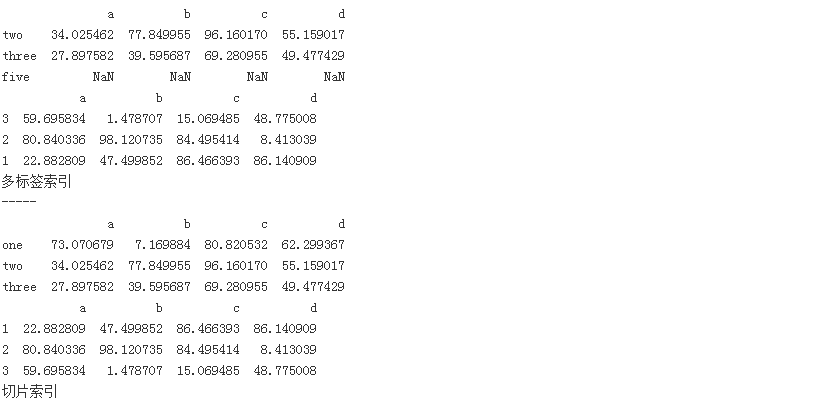 a b c d
two 34.025462 77.849955 96.160170 55.159017
three 27.897582 39.595687 69.280955 49.477429
five NaN NaN NaN NaN
a b c d
3 59.695834 1.478707 15.069485 48.775008
2 80.840336 98.120735 84.495414 8.413039
1 22.882809 47.499852 86.466393 86.140909
多标签索引
-----
a b c d
one 73.070679 7.169884 80.820532 62.299367
two 34.025462 77.849955 96.160170 55.159017
three 27.897582 39.595687 69.280955 49.477429
a b c d
1 22.882809 47.499852 86.466393 86.140909
2 80.840336 98.120735 84.495414 8.413039
3 59.695834 1.478707 15.069485 48.775008
切片索引